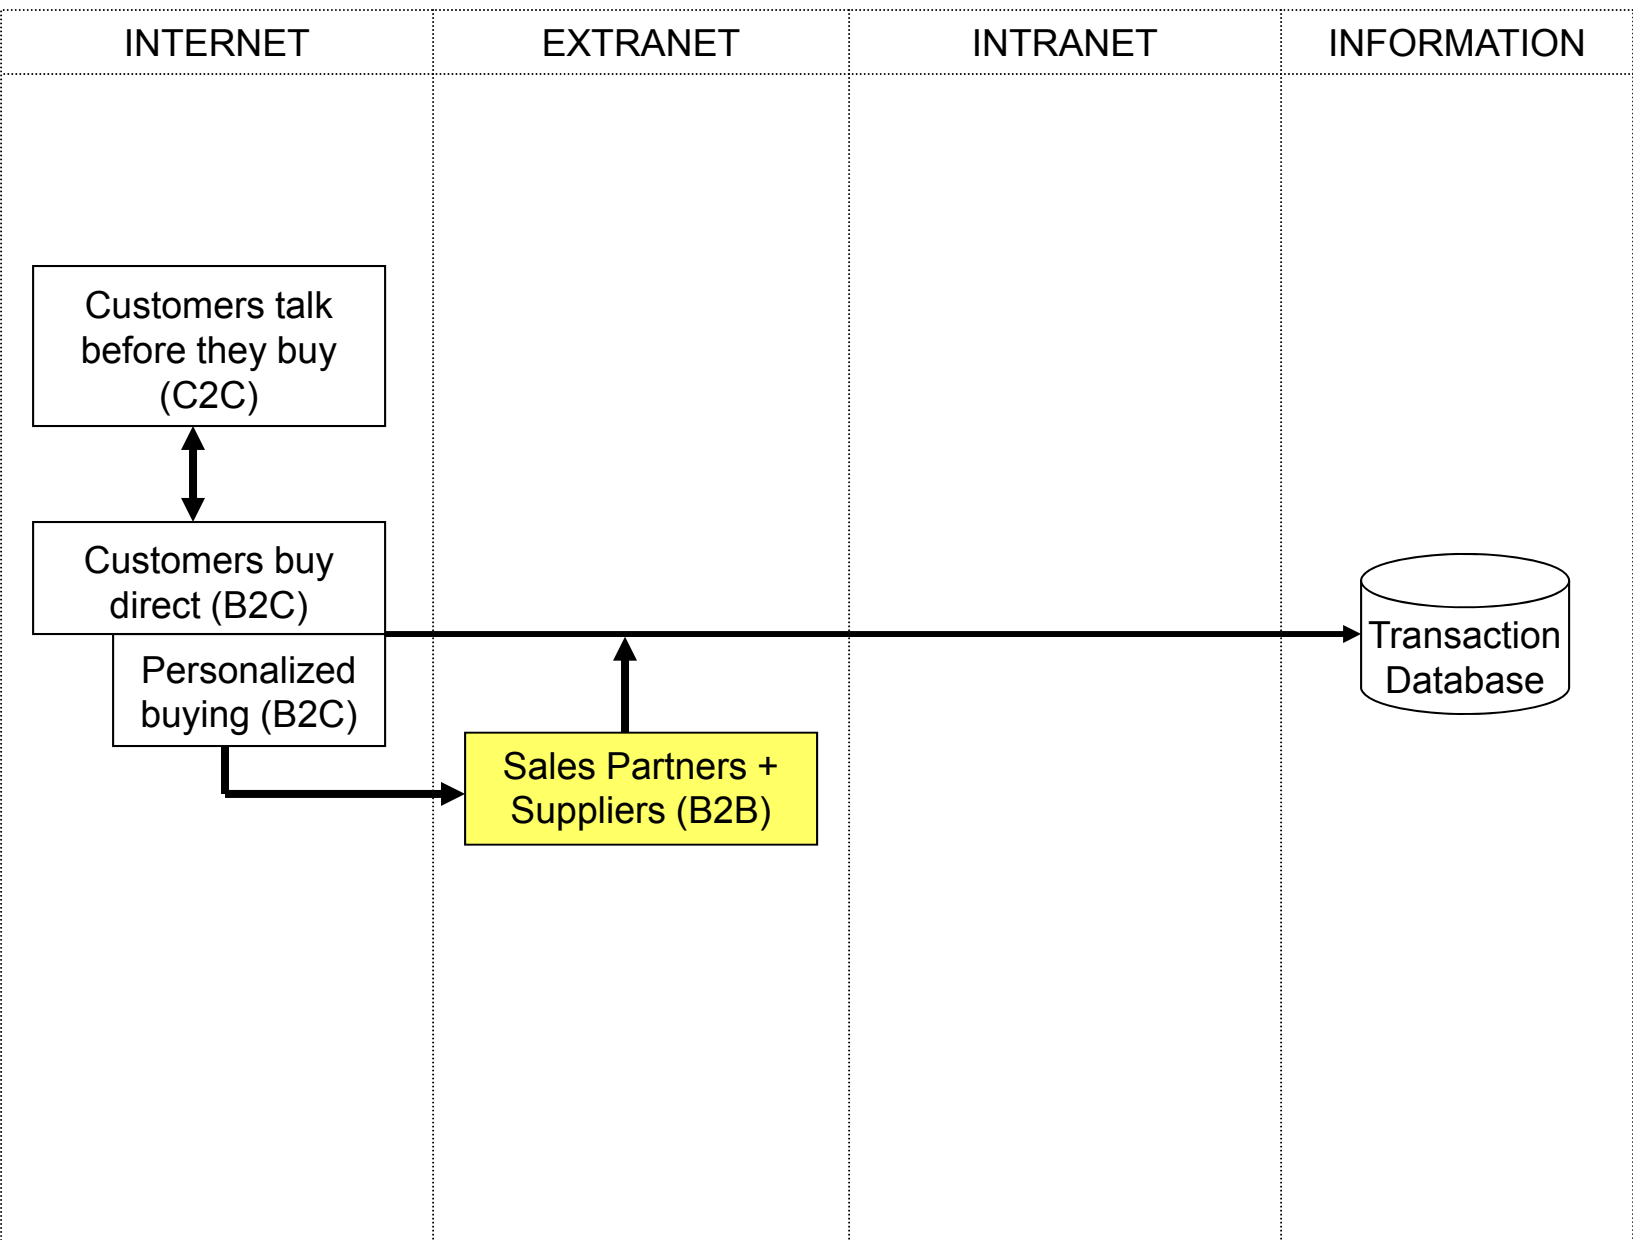 INTERNET
EXTRANET
INTRANET
INFORMATION
Customers talk
before they buy
(C2C)
Customers buy
direct (B2C)
Personalized
buying (B2C)
Sales Partners +
Suppliers (B2B)
Transaction
Database